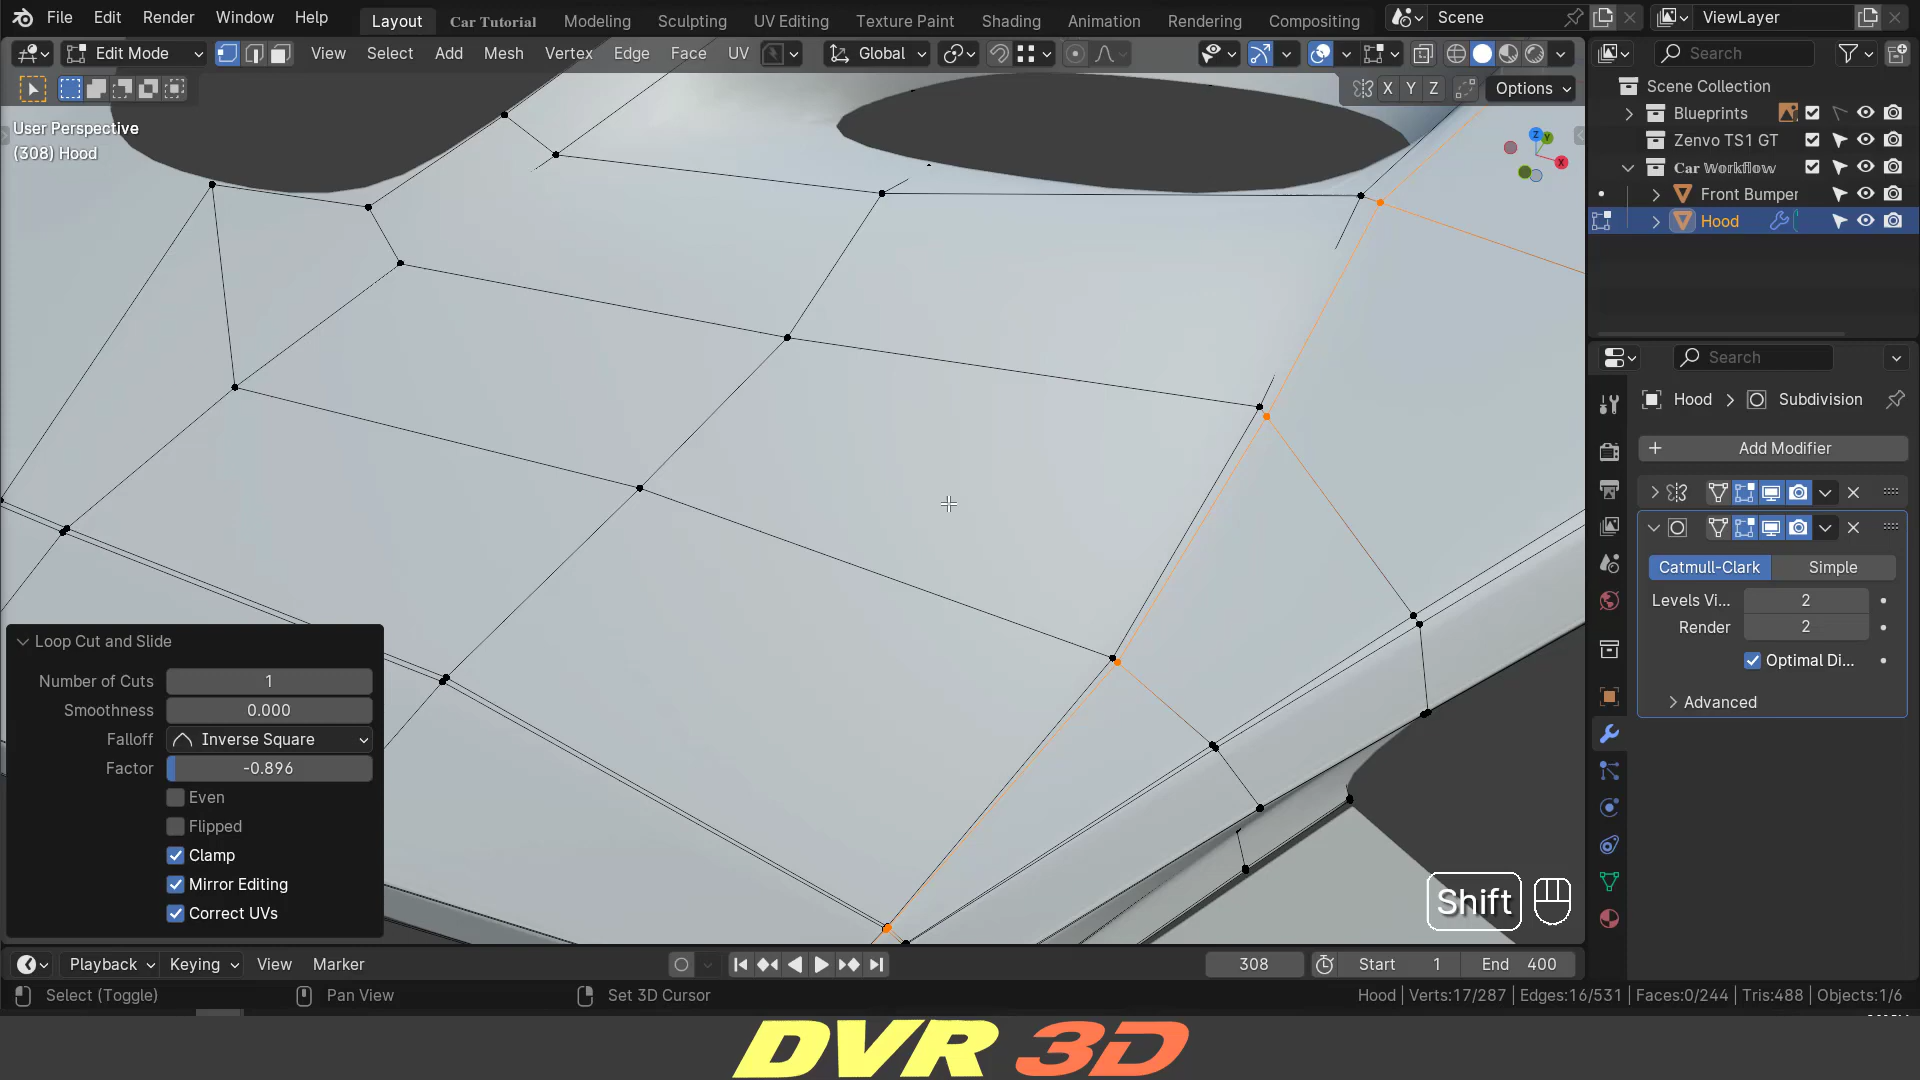 File Edit Render Window Help Layout Car Tutorial Modeling Sculpting UV Editing Texture Paint Shading Animation Rendering Compositing Scene ViewLayer
Edit Mode View Select Add Mesh Vertex Edge Face UV Global Search
X Y Z Options
User Perspective
(308) Hood
Z Y X
Scene Collection
Blueprints
Zenvo TS1 GT
Car Workflow
Front Bumper
Hood
Search
Hood > Subdivision
+ Add Modifier
Catmull-Clark Simple
Levels Vi... 2
Render 2
Optimal Di...
Advanced
Loop Cut and Slide
Number of Cuts 1
Smoothness 0.000
Falloff Inverse Square
Factor -0.896
Even
Flipped
Clamp
Mirror Editing
Correct UVs
Shift
Playback Keying View Marker 308 Start 1 End 400
Select (Toggle) Pan View Set 3D Cursor Hood | Verts:17/287 | Edges:16/531 | Faces:0/244 | Tris:488 | Objects:1/6
DVR 3D